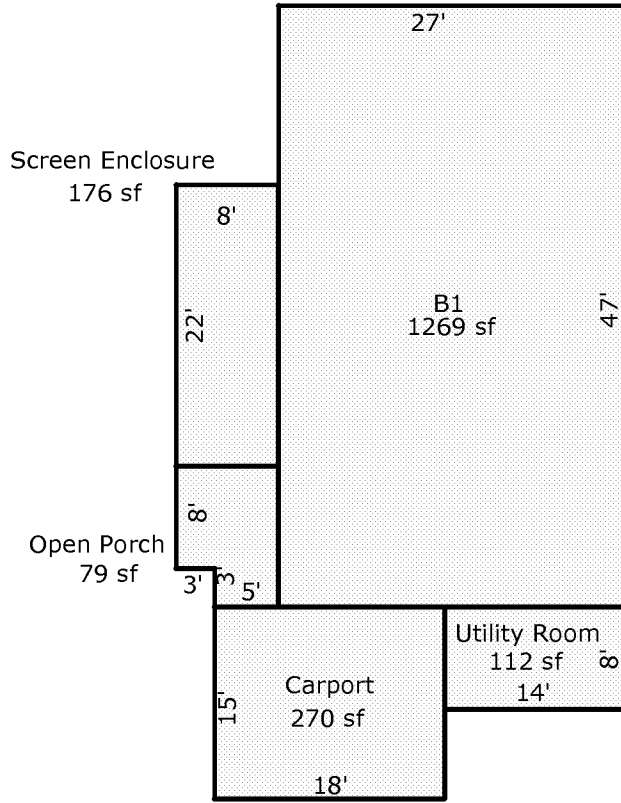 27'
Screen Enclosure
176 sf
8'
22'
B1
1269 sf
47'
8'
Open Porch
79 sf
3'
3'
5'
Utility Room
112 sf
8'
14'
Carport
270 sf
15'
18'